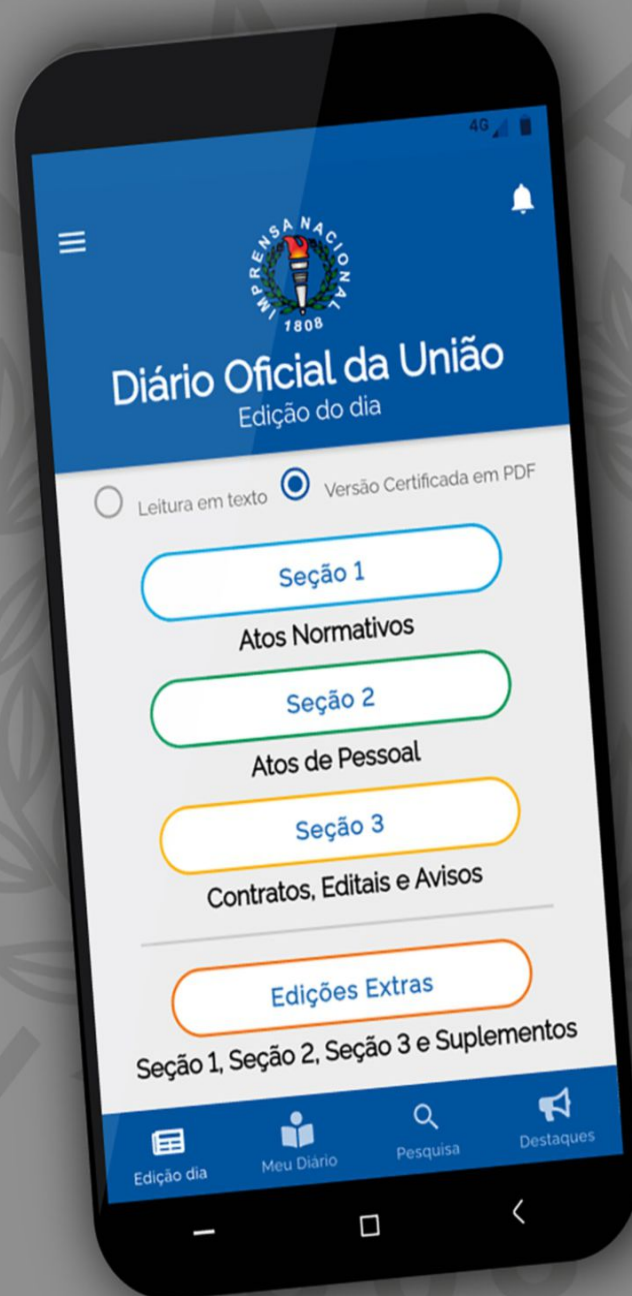 4G
IMPRENSA NACIONAL
1808
Diário Oficial da União
Edição do dia
Leitura em texto Versão Certificada em PDF
Seção 1
Atos Normativos
Seção 2
Atos de Pessoal
Seção 3
Contratos, Editais e Avisos
Edições Extras
Seção 1, Seção 2, Seção 3 e Suplementos
Edição dia Meu Diário Pesquisa Destaques